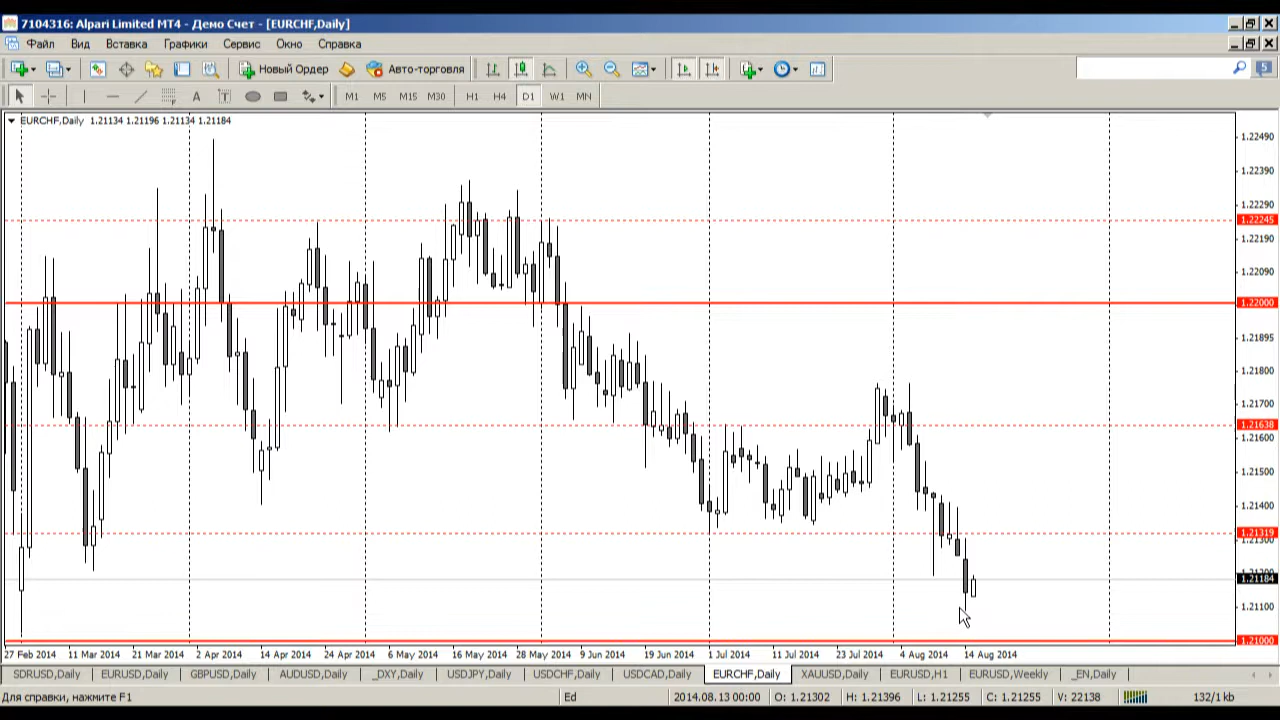 7104316: Alpari Limited MT4 - Демо Счет - [EURCHF,Daily]
Файл Вид Вставка Графики Сервис Окно Справка
Новый Ордер Авто-торговля 5
A T M1 M5 M15 M30 H1 H4 D1 W1 MN
EURCHF,Daily 1.21134 1.21196 1.21134 1.21184
1.22490
1.22390
1.22290
1.22245
1.22190
1.22090
1.22000
1.21895
1.21800
1.21700
1.21638
1.21600
1.21500
1.21400
1.21319
1.21300
1.21184
1.21100
1.21000
27 Feb 2014 11 Mar 2014 21 Mar 2014 2 Apr 2014 14 Apr 2014 24 Apr 2014 6 May 2014 16 May 2014 28 May 2014 9 Jun 2014 19 Jun 2014 1 Jul 2014 11 Jul 2014 23 Jul 2014 4 Aug 2014 14 Aug 2014
SDRUSD,Daily EURUSD,Daily GBPUSD,Daily AUDUSD,Daily _DXY,Daily USDJPY,Daily USDCHF,Daily USDCAD,Daily EURCHF,Daily XAUUSD,Daily EURUSD,H1 EURUSD,Weekly _EN,Daily
Для справки, нажмите F1 Ed 2014.08.13 00:00 O: 1.21302 H: 1.21396 L: 1.21255 C: 1.21255 V: 22138 132/1 kb